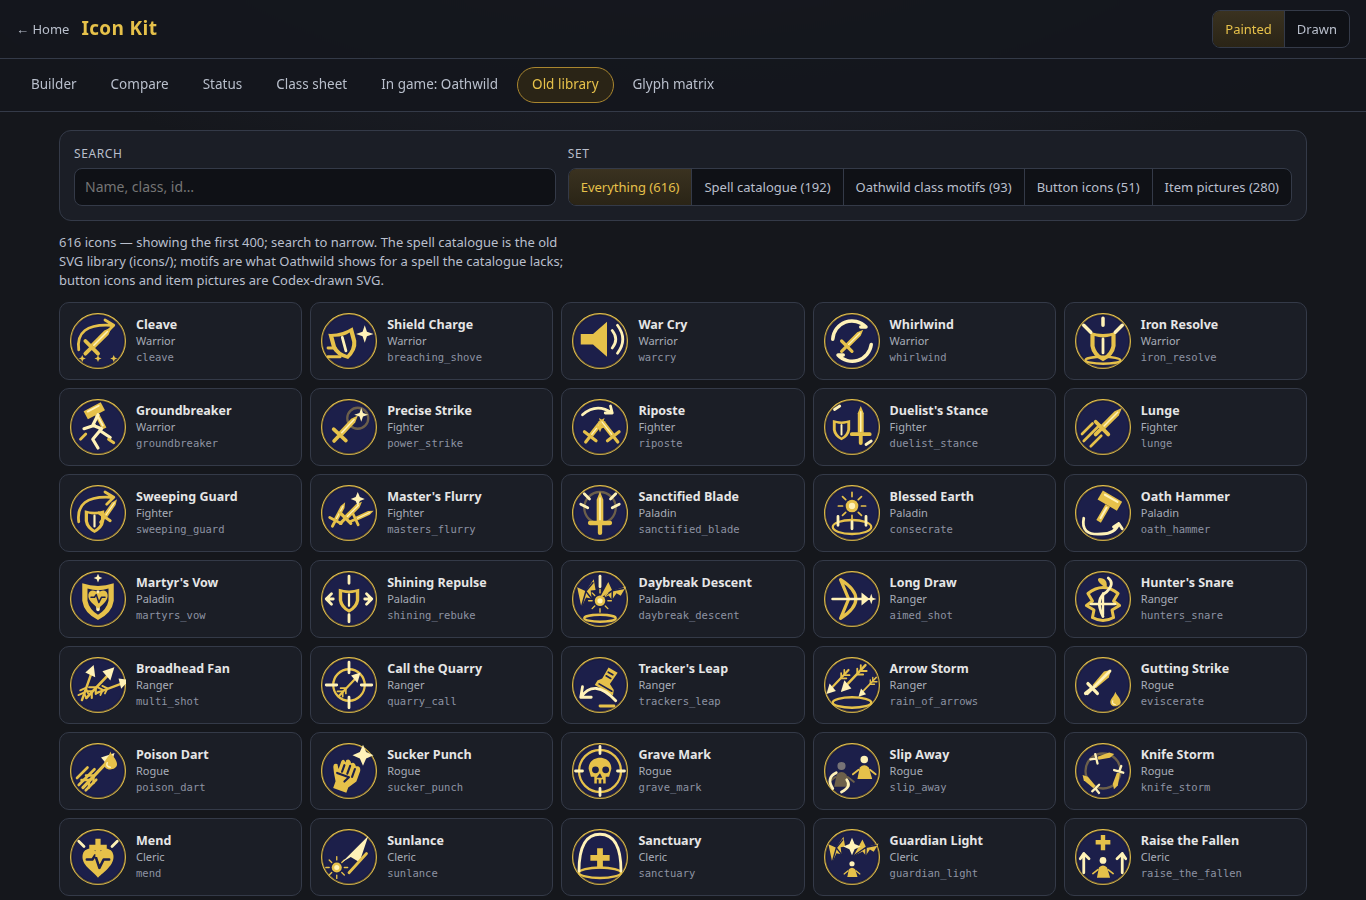 ← Home
Icon Kit
Painted
Drawn
Builder
Compare
Status
Class sheet
In game: Oathwild
Old library
Glyph matrix
SEARCH
Name, class, id...
SET
Everything (616)
Spell catalogue (192)
Oathwild class motifs (93)
Button icons (51)
Item pictures (280)
616 icons — showing the first 400; search to narrow. The spell catalogue is the old
SVG library (icons/); motifs are what Oathwild shows for a spell the catalogue lacks;
button icons and item pictures are Codex-drawn SVG.
Cleave
Warrior
cleave
Shield Charge
Warrior
breaching_shove
War Cry
Warrior
warcry
Whirlwind
Warrior
whirlwind
Iron Resolve
Warrior
iron_resolve
Groundbreaker
Warrior
groundbreaker
Precise Strike
Fighter
power_strike
Riposte
Fighter
riposte
Duelist's Stance
Fighter
duelist_stance
Lunge
Fighter
lunge
Sweeping Guard
Fighter
sweeping_guard
Master's Flurry
Fighter
masters_flurry
Sanctified Blade
Paladin
sanctified_blade
Blessed Earth
Paladin
consecrate
Oath Hammer
Paladin
oath_hammer
Martyr's Vow
Paladin
martyrs_vow
Shining Repulse
Paladin
shining_rebuke
Daybreak Descent
Paladin
daybreak_descent
Long Draw
Ranger
aimed_shot
Hunter's Snare
Ranger
hunters_snare
Broadhead Fan
Ranger
multi_shot
Call the Quarry
Ranger
quarry_call
Tracker's Leap
Ranger
trackers_leap
Arrow Storm
Ranger
rain_of_arrows
Gutting Strike
Rogue
eviscerate
Poison Dart
Rogue
poison_dart
Sucker Punch
Rogue
sucker_punch
Grave Mark
Rogue
grave_mark
Slip Away
Rogue
slip_away
Knife Storm
Rogue
knife_storm
Mend
Cleric
mend
Sunlance
Cleric
sunlance
Sanctuary
Cleric
sanctuary
Guardian Light
Cleric
guardian_light
Raise the Fallen
Cleric
raise_the_fallen